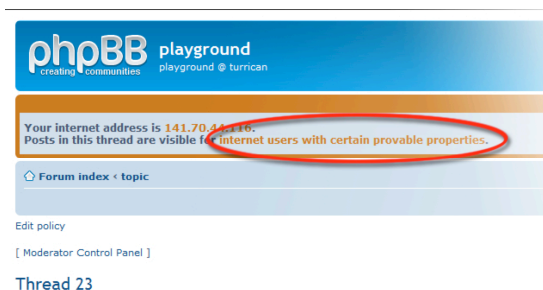 phpBB
creating communities
playground
playground @ turrican
Your internet address is 141.70.44.116.
Posts in this thread are visible for internet users with certain provable properties.
Forum index ‹ topic
Edit policy
[ Moderator Control Panel ]
Thread 23